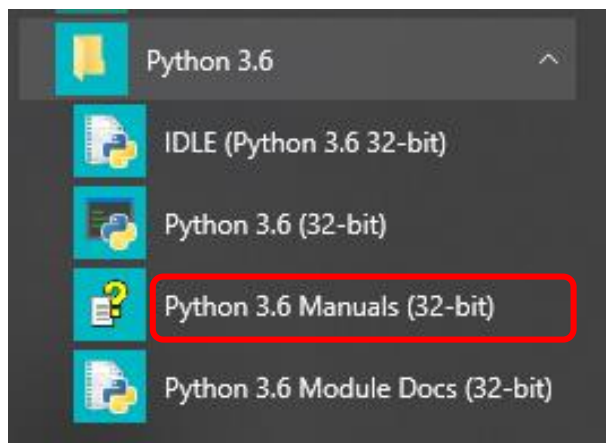 Python 3.6
IDLE (Python 3.6 32-bit)
Python 3.6 (32-bit)
Python 3.6 Manuals (32-bit)
Python 3.6 Module Docs (32-bit)